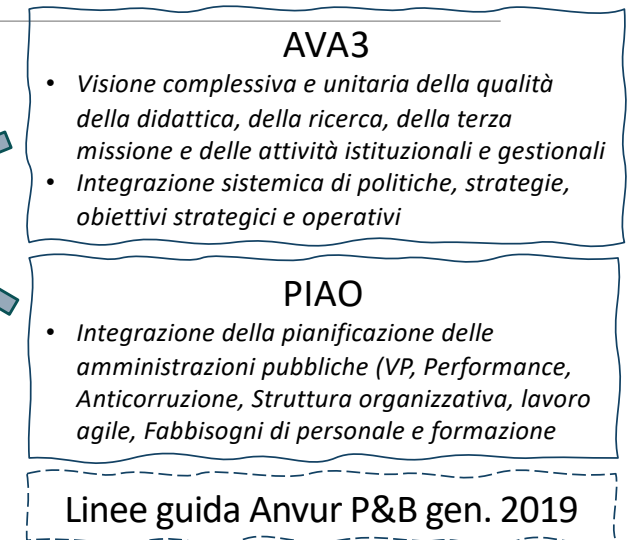 AVA3
• Visione complessiva e unitaria della qualità
della didattica, della ricerca, della terza
missione e delle attività istituzionali e gestionali
• Integrazione sistemica di politiche, strategie,
obiettivi strategici e operativi
PIAO
• Integrazione della pianificazione delle
amministrazioni pubbliche (VP, Performance,
Anticorruzione, Struttura organizzativa, lavoro
agile, Fabbisogni di personale e formazione
Linee guida Anvur P&B gen. 2019